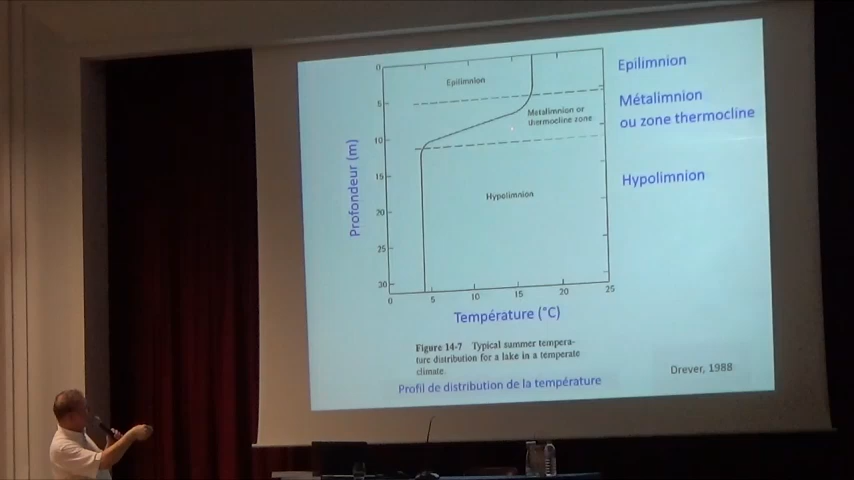 0
5
10
15
20
25
30
Profondeur (m)
Epilimnion
Metalimnion or
thermocline zone
Hypolimnion
0
5
10
15
20
25
Température (°C)
Epilimnion
Métalimnion
ou zone thermocline
Hypolimnion
Figure 14-7 Typical summer tempera-
ture distribution for a lake in a temperate
climate.
Profil de distribution de la température
Drever, 1988